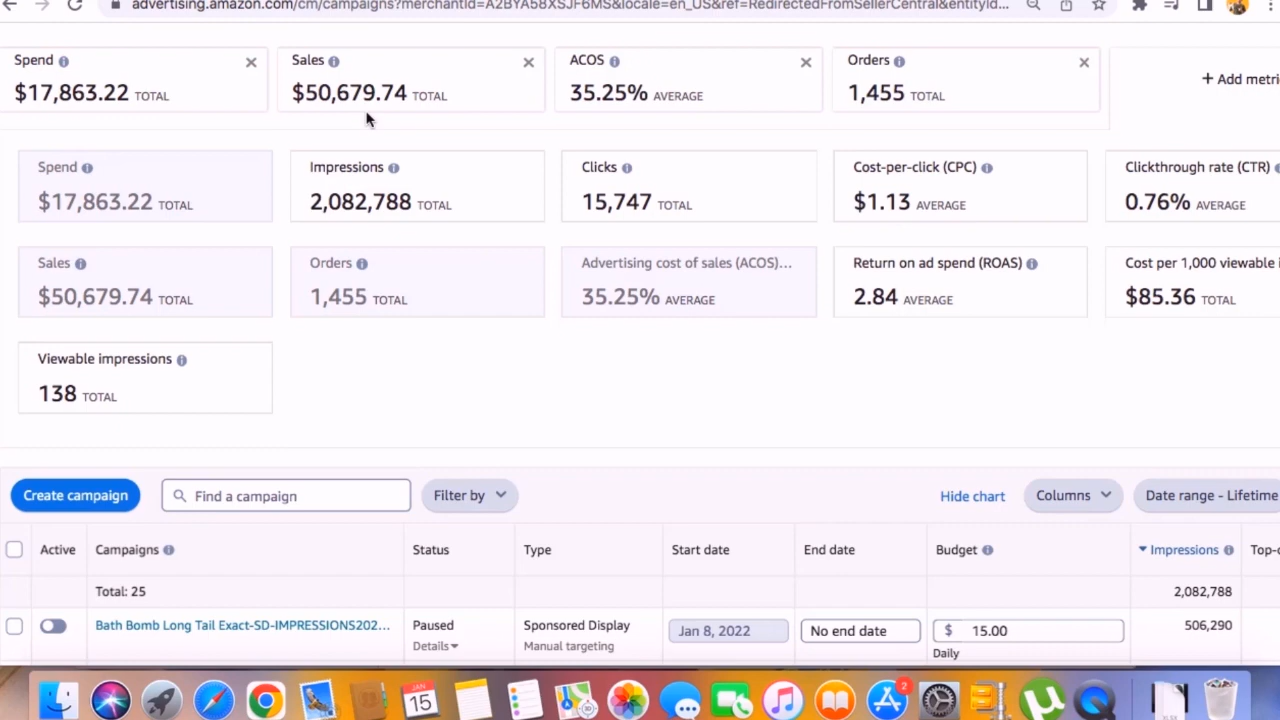 advertising.amazon.com/cm/campaigns?merchantId=A2BYA58XSJF6MS&locale=en_US&ref=RedirectedFromSellerCentral&entityId...
Spend Sales ACOS Orders
$17,863.22 TOTAL $50,679.74 TOTAL 35.25% AVERAGE 1,455 TOTAL + Add metri
Spend Impressions Clicks Cost-per-click (CPC) Clickthrough rate (CTR)
$17,863.22 TOTAL 2,082,788 TOTAL 15,747 TOTAL $1.13 AVERAGE 0.76% AVERAGE
Sales Orders Advertising cost of sales (ACOS)... Return on ad spend (ROAS) Cost per 1,000 viewable i
$50,679.74 TOTAL 1,455 TOTAL 35.25% AVERAGE 2.84 AVERAGE $85.36 TOTAL
Viewable impressions
138 TOTAL
Create campaign Find a campaign Filter by Hide chart Columns Date range - Lifetime
Active Campaigns Status Type Start date End date Budget Impressions Top-o
Total: 25 2,082,788
Bath Bomb Long Tail Exact-SD-IMPRESSIONS202... Paused Sponsored Display Jan 8, 2022 No end date $ 15.00 506,290
Details Manual targeting Daily
JAN
15
2
XLSX